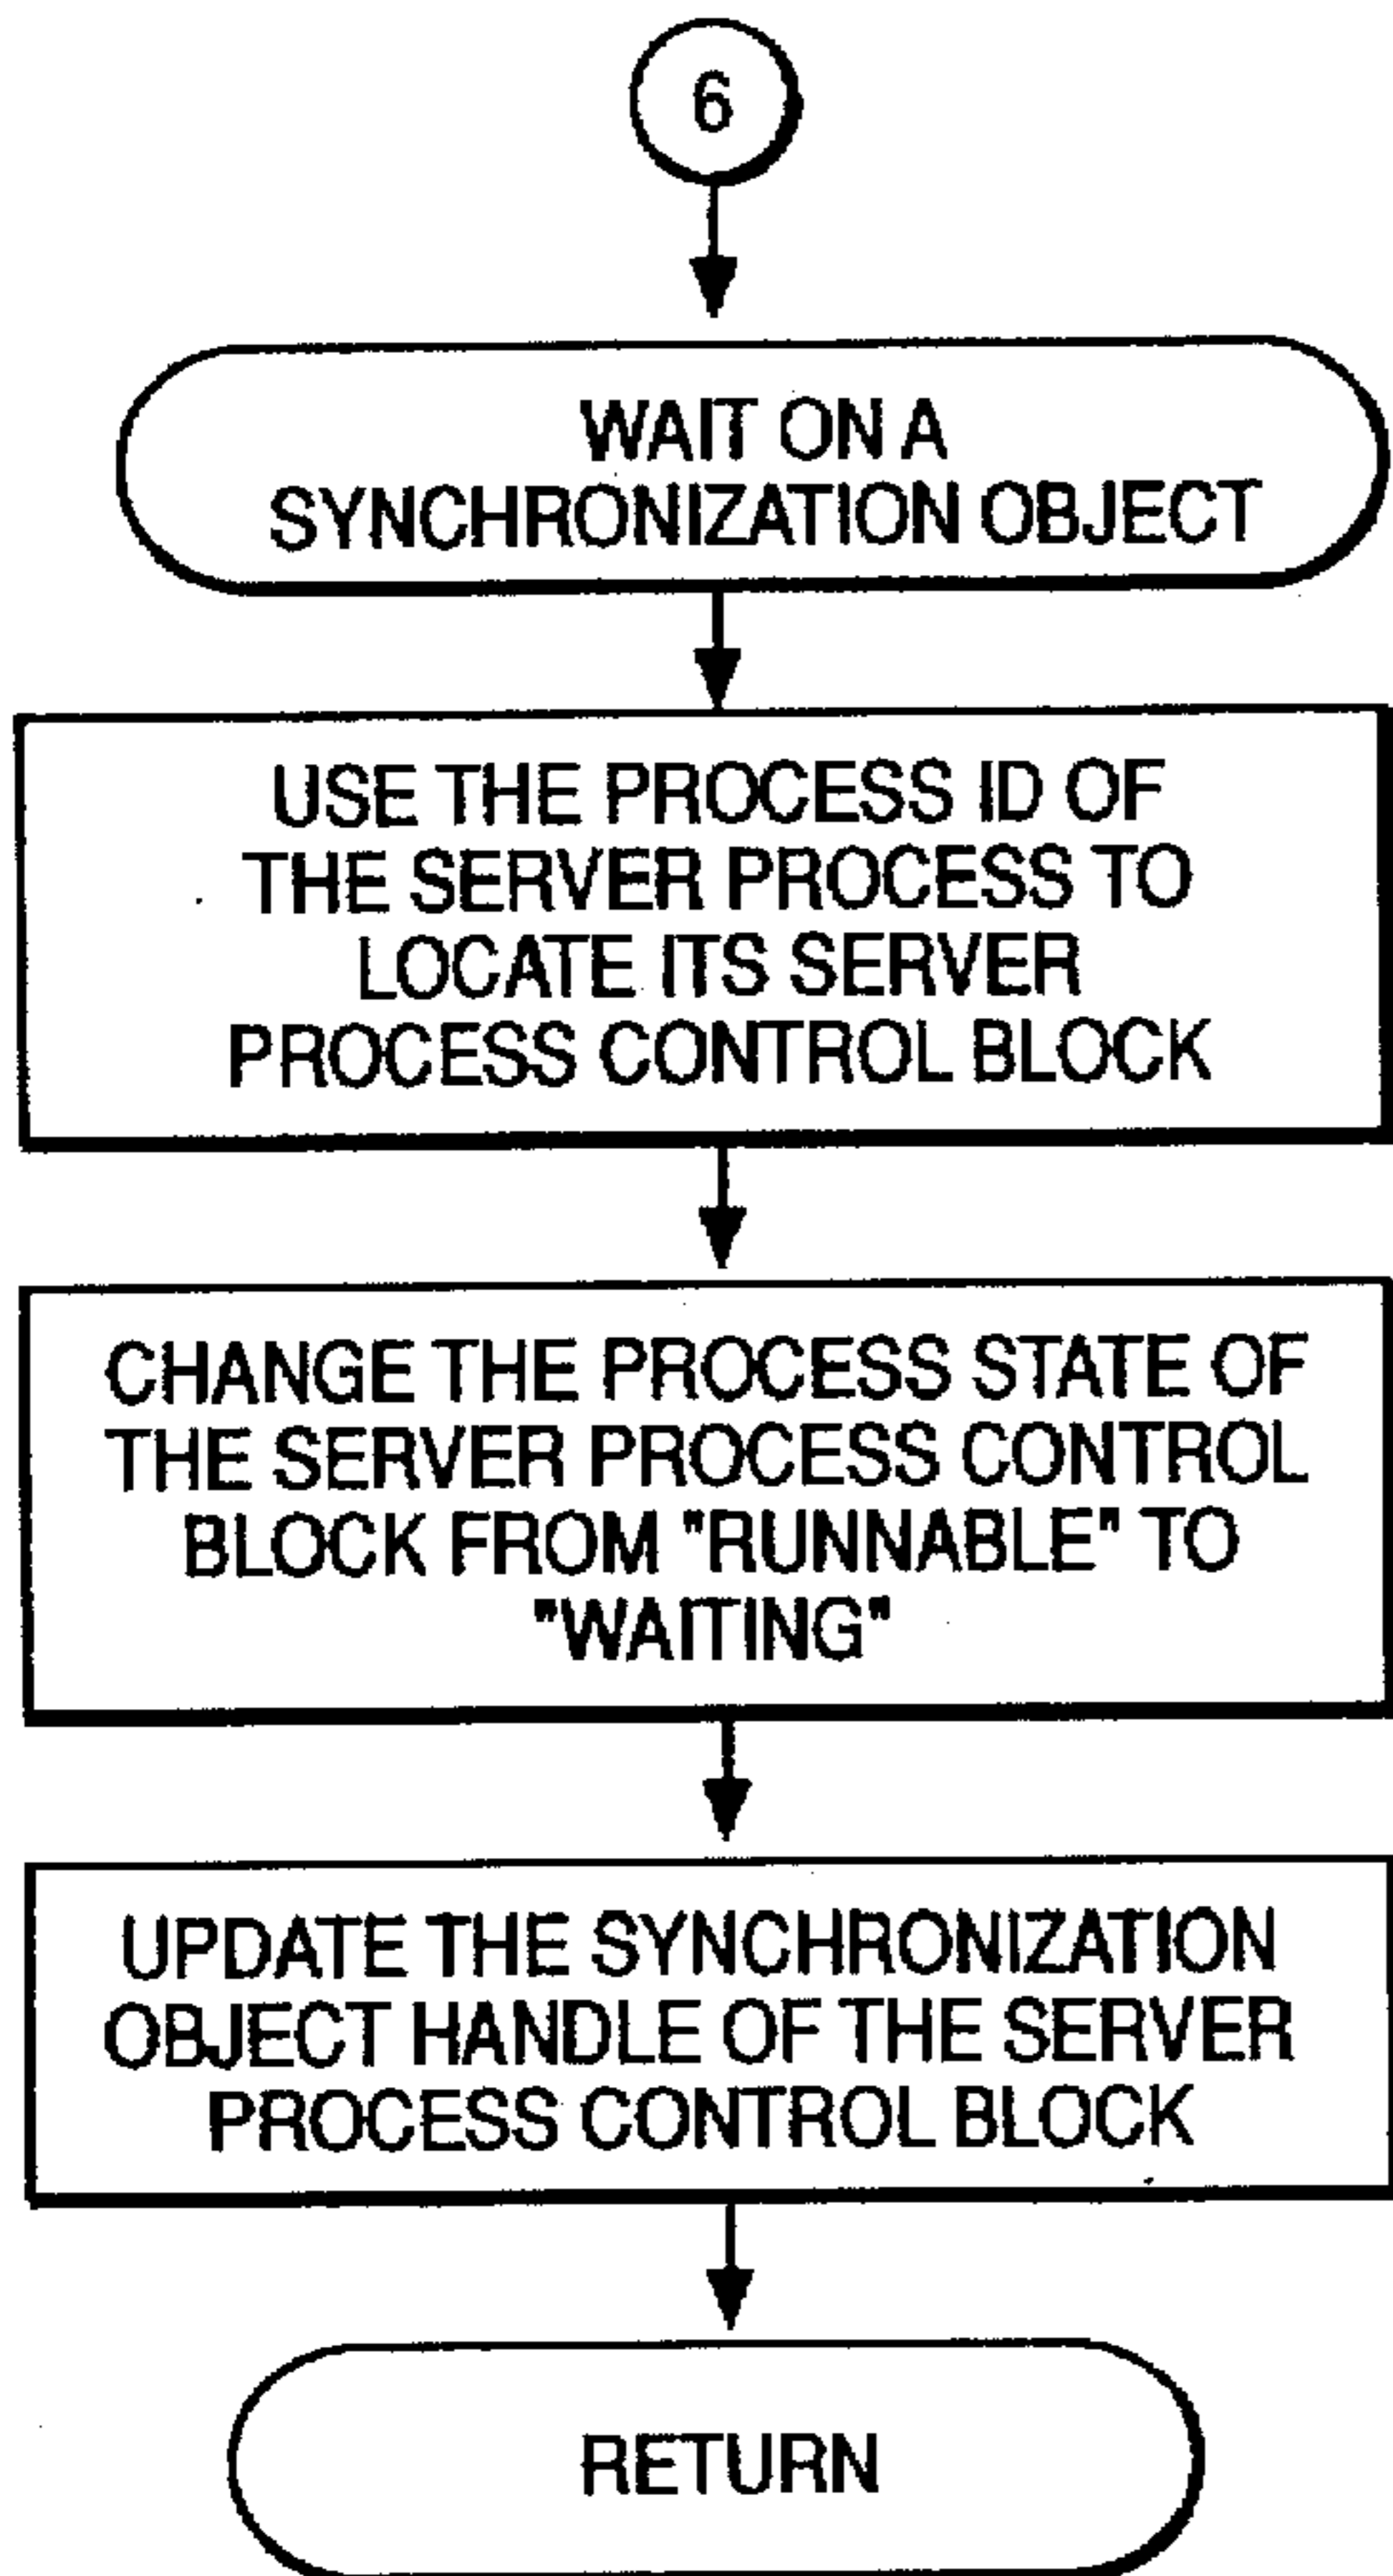 6
WAIT ON A
SYNCHRONIZATION OBJECT
USE THE PROCESS ID OF
THE SERVER PROCESS TO
LOCATE ITS SERVER
PROCESS CONTROL BLOCK
CHANGE THE PROCESS STATE OF
THE SERVER PROCESS CONTROL
BLOCK FROM "RUNNABLE" TO
"WAITING"
UPDATE THE SYNCHRONIZATION
OBJECT HANDLE OF THE SERVER
PROCESS CONTROL BLOCK
RETURN